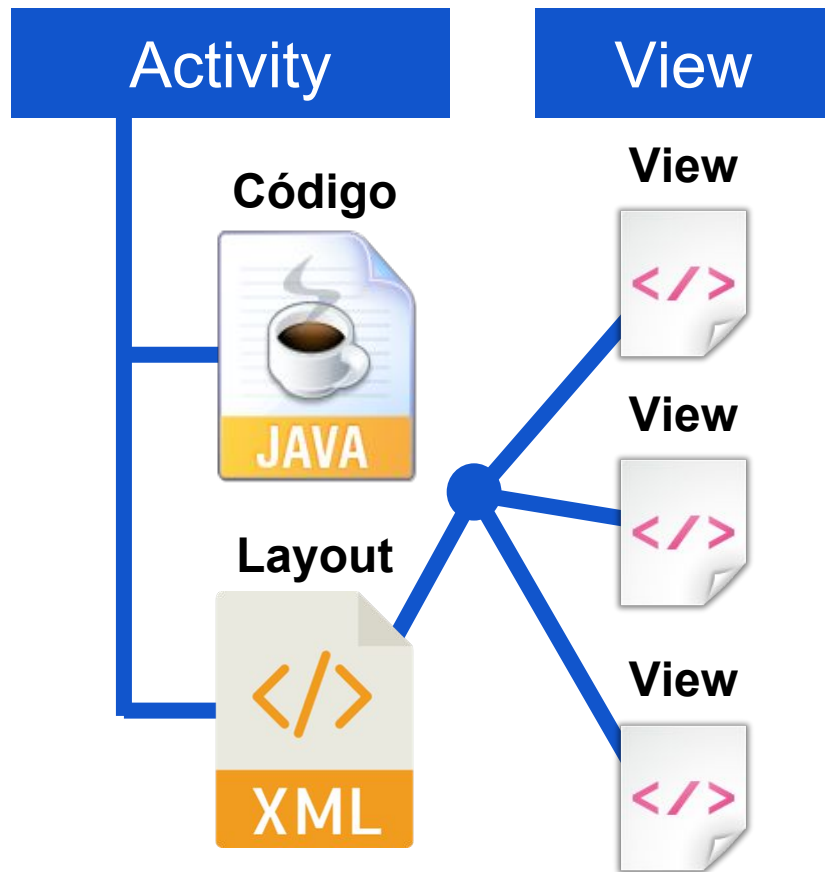 Activity
View
Código
JAVA
Layout
</>
XML
View
</>
View
</>
View
</>